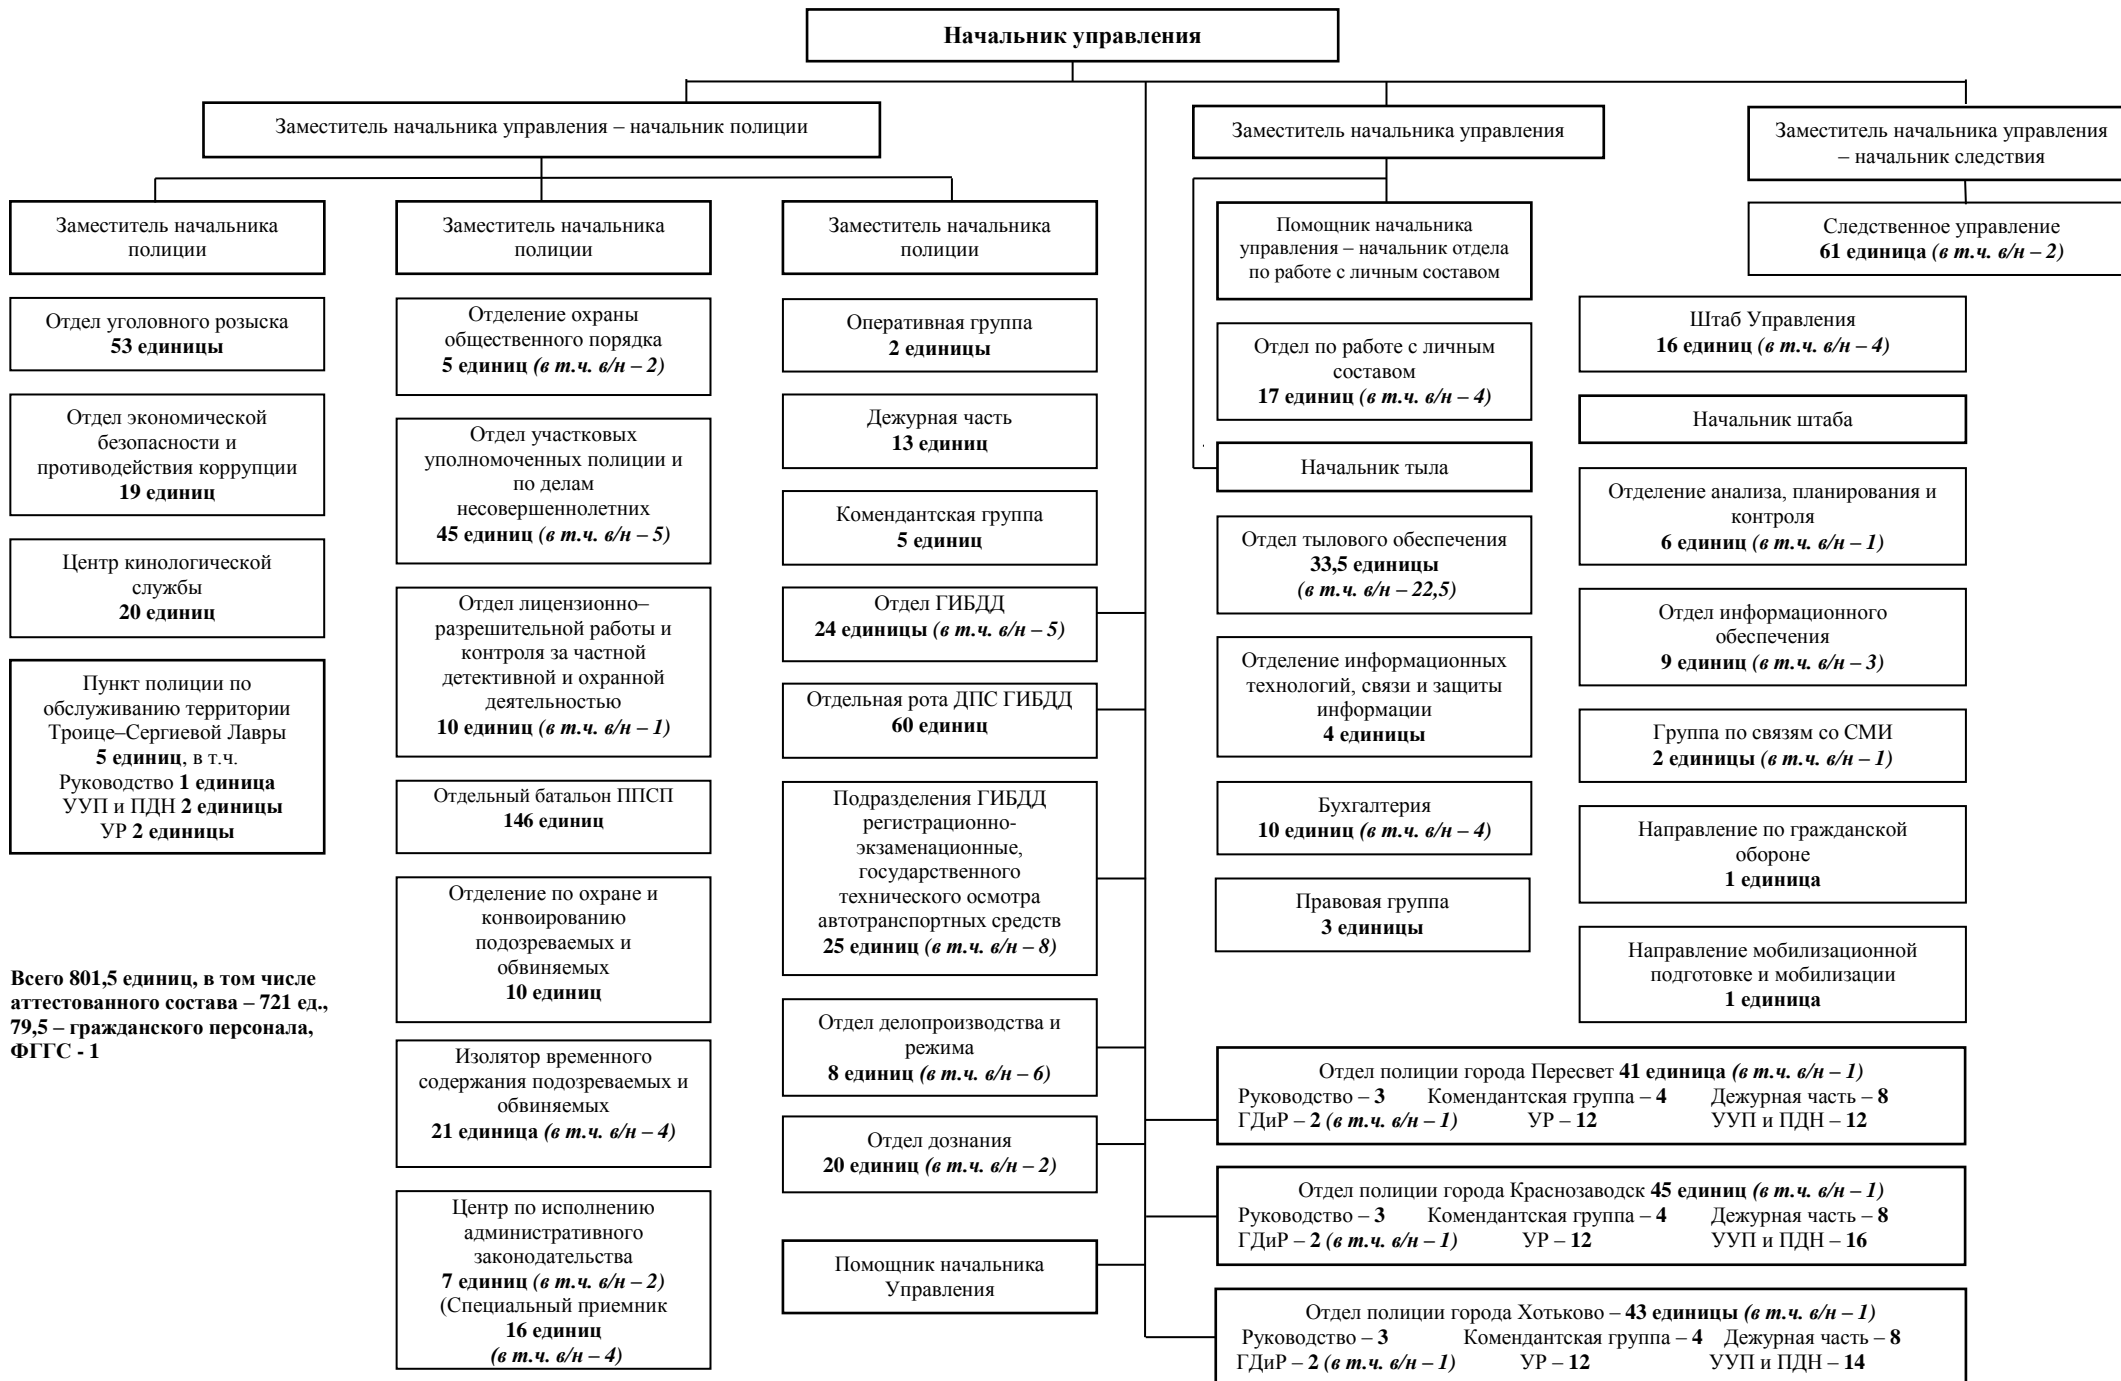 Начальник управления
Заместитель начальника управления – начальник полиции
Заместитель начальника управления
Заместитель начальника управления
– начальник следствия
Заместитель начальника
полиции
Отдел уголовного розыска
53 единицы
Отдел экономической
безопасности и
противодействия коррупции
19 единиц
Центр кинологической
службы
20 единиц
Пункт полиции по
обслуживанию территории
Троице–Сергиевой Лавры
5 единиц, в т.ч.
Руководство 1 единица
УУП и ПДН 2 единицы
УР 2 единицы
Всего 801,5 единиц, в том числе
аттестованного состава – 721 ед.,
79,5 – гражданского персонала,
ФГГС - 1
Заместитель начальника
полиции
Отделение охраны
общественного порядка
5 единиц (в т.ч. в/н – 2)
Отдел участковых
уполномоченных полиции и
по делам
несовершеннолетних
45 единиц (в т.ч. в/н – 5)
Отдел лицензионно–
разрешительной работы и
контроля за частной
детективной и охранной
деятельностью
10 единиц (в т.ч. в/н – 1)
Отдельный батальон ППСП
146 единиц
Отделение по охране и
конвоированию
подозреваемых и
обвиняемых
10 единиц
Изолятор временного
содержания подозреваемых и
обвиняемых
21 единица (в т.ч. в/н – 4)
Центр по исполнению
административного
законодательства
7 единиц (в т.ч. в/н – 2)
(Специальный приемник
16 единиц
(в т.ч. в/н – 4)
Заместитель начальника
полиции
Оперативная группа
2 единицы
Дежурная часть
13 единиц
Комендантская группа
5 единиц
Отдел ГИБДД
24 единицы (в т.ч. в/н – 5)
Отдельная рота ДПС ГИБДД
60 единиц
Подразделения ГИБДД
регистрационно-
экзаменационные,
государственного
технического осмотра
автотранспортных средств
25 единиц (в т.ч. в/н – 8)
Отдел делопроизводства и
режима
8 единиц (в т.ч. в/н – 6)
Отдел дознания
20 единиц (в т.ч. в/н – 2)
Помощник начальника
Управления
Помощник начальника
управления – начальник отдела
по работе с личным составом
Отдел по работе с личным
составом
17 единиц (в т.ч. в/н – 4)
Начальник тыла
Отдел тылового обеспечения
33,5 единицы
(в т.ч. в/н – 22,5)
Отделение информационных
технологий, связи и защиты
информации
4 единицы
Бухгалтерия
10 единиц (в т.ч. в/н – 4)
Правовая группа
3 единицы
Следственное управление
61 единица (в т.ч. в/н – 2)
Штаб Управления
16 единиц (в т.ч. в/н – 4)
Начальник штаба
Отделение анализа, планирования и
контроля
6 единиц (в т.ч. в/н – 1)
Отдел информационного
обеспечения
9 единиц (в т.ч. в/н – 3)
Группа по связям со СМИ
2 единицы (в т.ч. в/н – 1)
Направление по гражданской
обороне
1 единица
Направление мобилизационной
подготовке и мобилизации
1 единица
Отдел полиции города Пересвет 41 единица (в т.ч. в/н – 1)
Руководство – 3 Комендантская группа – 4 Дежурная часть – 8
ГДиР – 2 (в т.ч. в/н – 1) УР – 12 УУП и ПДН – 12
Отдел полиции города Краснозаводск 45 единиц (в т.ч. в/н – 1)
Руководство – 3 Комендантская группа – 4 Дежурная часть – 8
ГДиР – 2 (в т.ч. в/н – 1) УР – 12 УУП и ПДН – 16
Отдел полиции города Хотьково – 43 единицы (в т.ч. в/н – 1)
Руководство – 3 Комендантская группа – 4 Дежурная часть – 8
ГДиР – 2 (в т.ч. в/н – 1) УР – 12 УУП и ПДН – 14